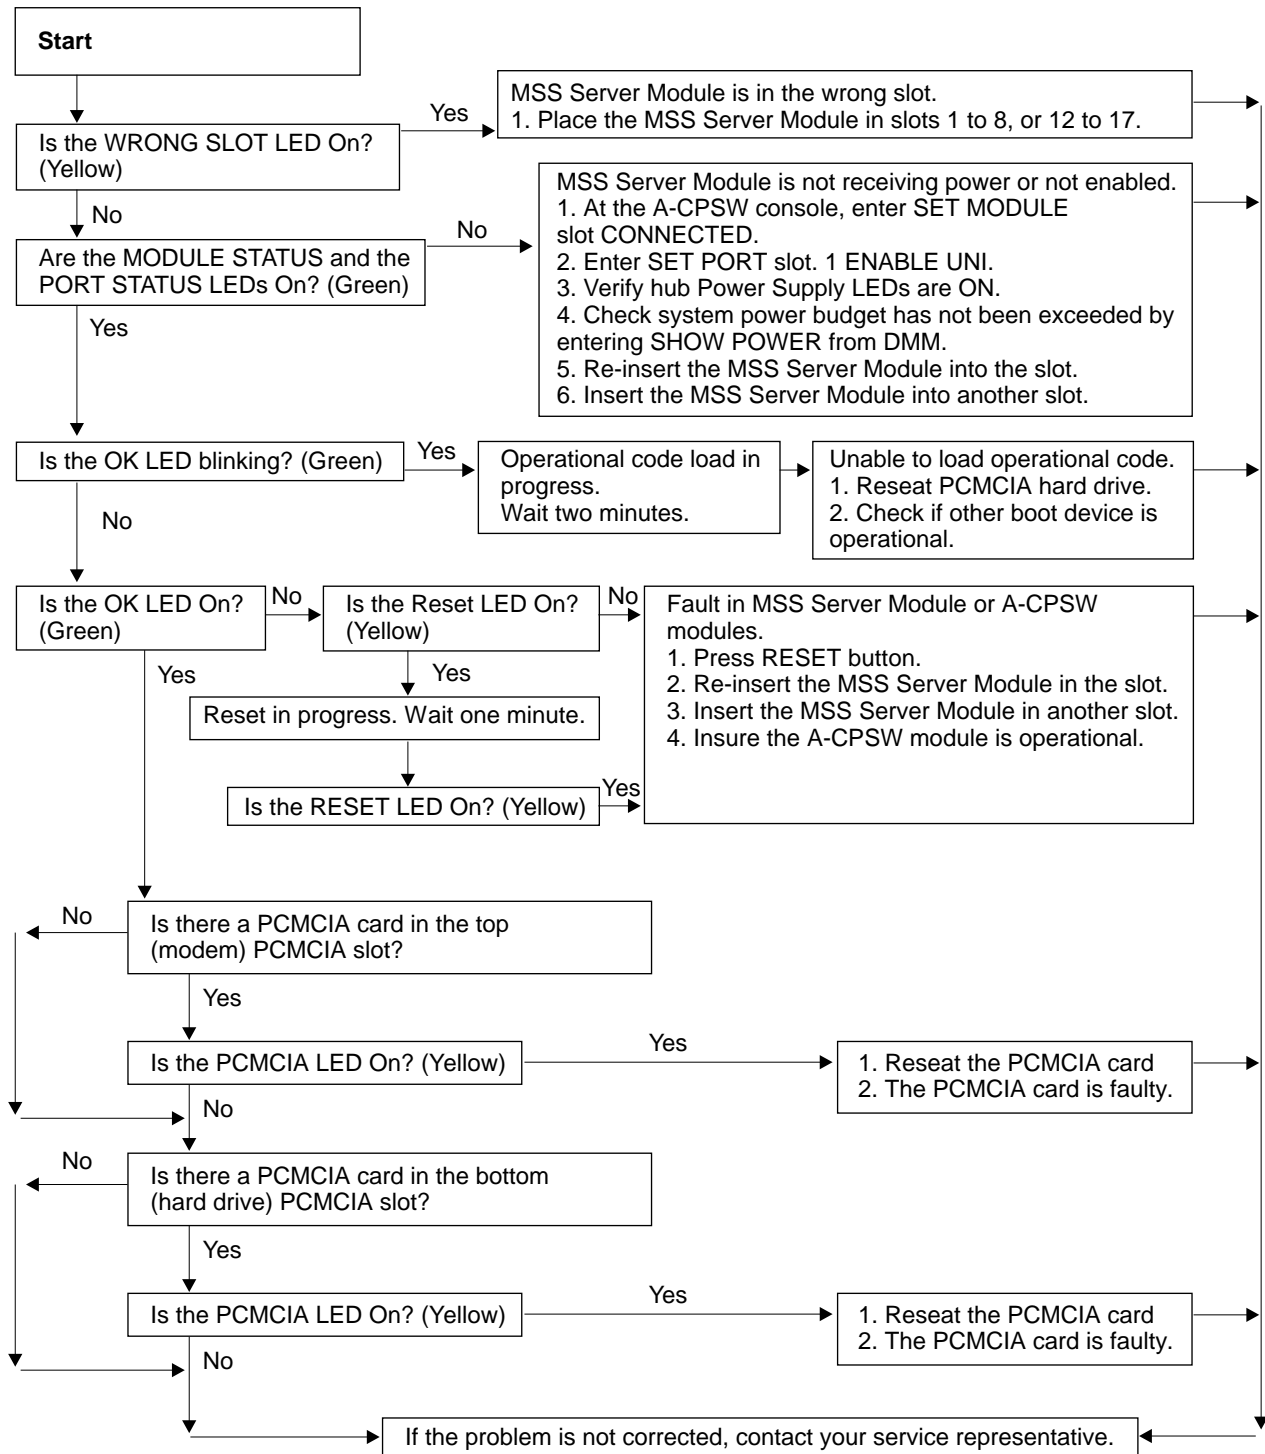 Start
Yes
MSS Server Module is in the wrong slot.
1. Place the MSS Server Module in slots 1 to 8, or 12 to 17.
Is the WRONG SLOT LED On?
(Yellow)
No
MSS Server Module is not receiving power or not enabled.
1. At the A-CPSW console, enter SET MODULE
slot CONNECTED.
2. Enter SET PORT slot. 1 ENABLE UNI.
3. Verify hub Power Supply LEDs are ON.
4. Check system power budget has not been exceeded by
entering SHOW POWER from DMM.
5. Re-insert the MSS Server Module into the slot.
6. Insert the MSS Server Module into another slot.
No
Are the MODULE STATUS and the
PORT STATUS LEDs On? (Green)
Yes
Is the OK LED blinking? (Green)
Yes
Operational code load in
progress.
Wait two minutes.
Unable to load operational code.
1. Reseat PCMCIA hard drive.
2. Check if other boot device is
operational.
No
Is the OK LED On?
(Green)
No
Is the Reset LED On?
(Yellow)
No
Fault in MSS Server Module or A-CPSW
modules.
1. Press RESET button.
2. Re-insert the MSS Server Module in the slot.
3. Insert the MSS Server Module in another slot.
4. Insure the A-CPSW module is operational.
Yes
Yes
Reset in progress. Wait one minute.
Is the RESET LED On? (Yellow)
Yes
No
Is there a PCMCIA card in the top
(modem) PCMCIA slot?
Yes
Is the PCMCIA LED On? (Yellow)
Yes
1. Reseat the PCMCIA card
2. The PCMCIA card is faulty.
No
No
Is there a PCMCIA card in the bottom
(hard drive) PCMCIA slot?
Yes
Is the PCMCIA LED On? (Yellow)
Yes
1. Reseat the PCMCIA card
2. The PCMCIA card is faulty.
No
If the problem is not corrected, contact your service representative.